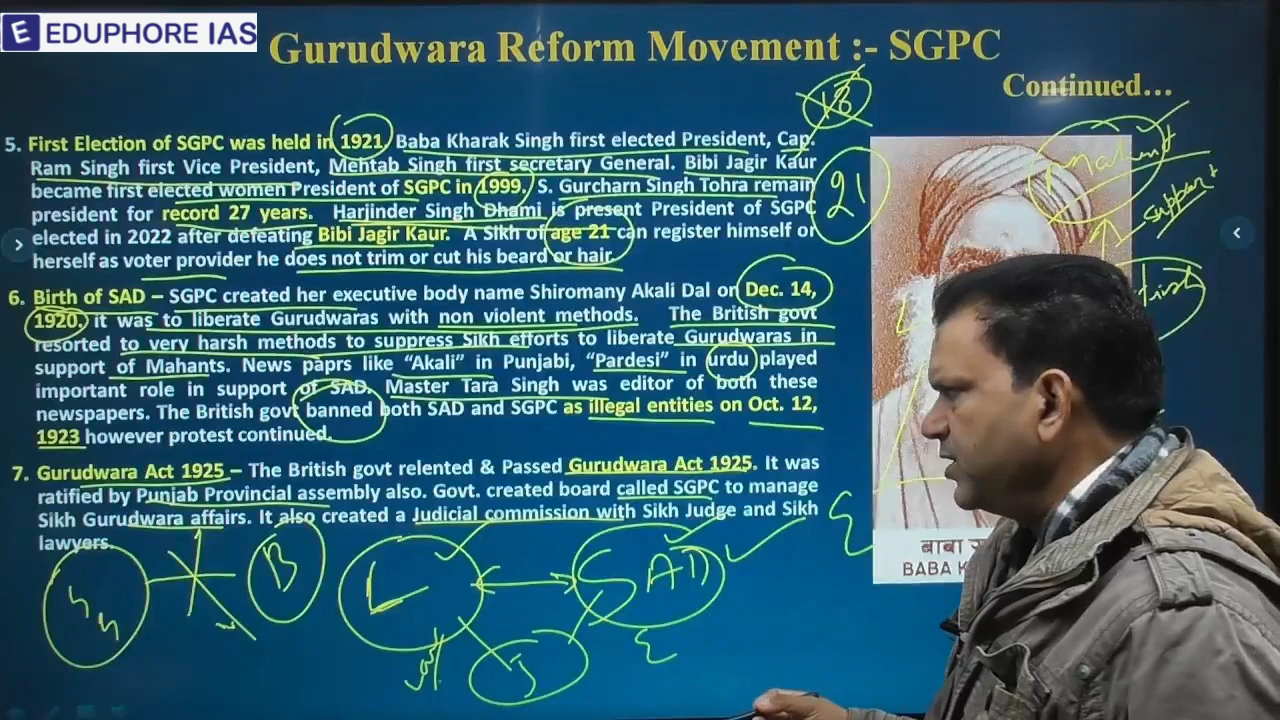 E EDUPHORE IAS
Gurudwara Reform Movement :- SGPC
Continued...
5. First Election of SGPC was held in 1921, Baba Kharak Singh first elected President, Cap.
Ram Singh first Vice President, Mehtab Singh first secretary General. Bibi Jagir Kaur
became first elected women President of SGPC in 1999. S. Gurcharn Singh Tohra remain
president for record 27 years. Harjinder Singh Dhami is present President of SGPC
elected in 2022 after defeating Bibi Jagir Kaur. A Sikh of age 21 can register himself or
herself as voter provider he does not trim or cut his beard or hair.
6. Birth of SAD – SGPC created her executive body name Shiromany Akali Dal on Dec. 14,
1920. it was to liberate Gurudwaras with non violent methods. The British govt
resorted to very harsh methods to suppress Sikh efforts to liberate Gurudwaras in
support of Mahants. News paprs like “Akali” in Punjabi, “Pardesi” in urdu played
important role in support of SAD. Master Tara Singh was editor of both these
newspapers. The British govt banned both SAD and SGPC as illegal entities on Oct. 12,
1923 however protest continued.
7. Gurudwara Act 1925 – The British govt relented & Passed Gurudwara Act 1925. It was
ratified by Punjab Provincial assembly also. Govt. created board called SGPC to manage
Sikh Gurudwara affairs. It also created a Judicial commission with Sikh Judge and Sikh
lawyers.
18
21
Mahant
Support
बाबा
BABA K
B
L
SAD
J